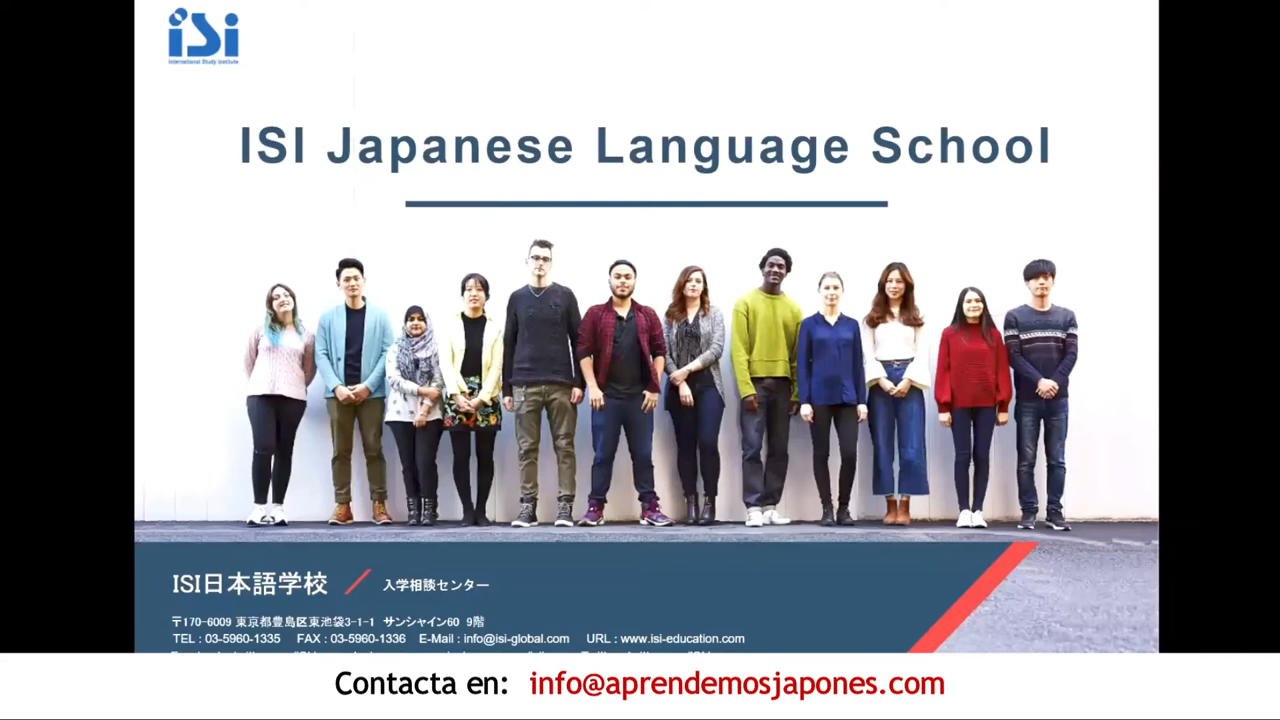 iSi
International Study Institute
ISI Japanese Language School
ISI日本語学校 / 入学相談センター
〒170-6009 東京都豊島区東池袋3-1-1 サンシャイン60 9階
TEL : 03-5960-1335 FAX : 03-5960-1336 E-Mail : info@isi-global.com URL : www.isi-education.com
Contacta en: info@aprendemosjapones.com